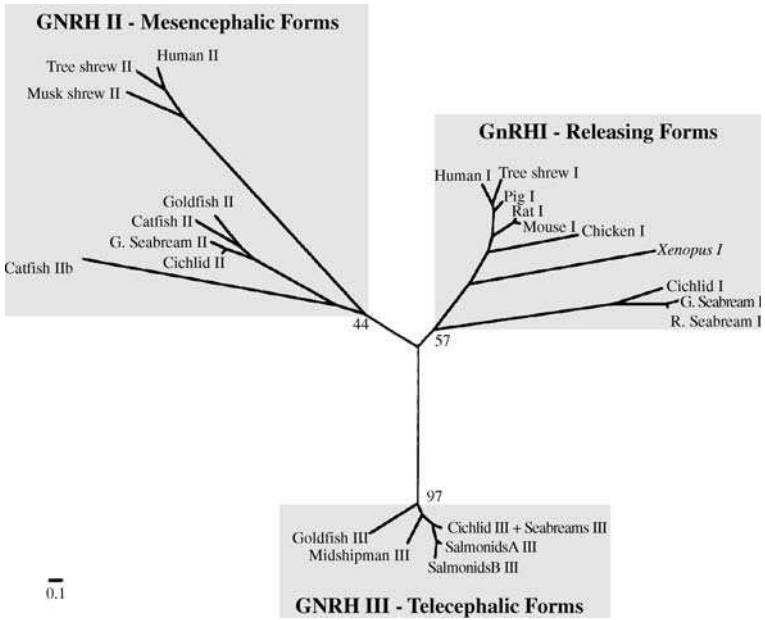 GNRH II - Mesencephalic Forms
Human II
Tree shrew II
Musk shrew II
Goldfish II
Catfish II
G. Seabream II
Cichlid II
Catfish IIb
44
GnRHI - Releasing Forms
Human I
Tree shrew I
Pig I
Rat I
Mouse I
Chicken I
Xenopus I
Cichlid I
G. Seabream I
R. Seabream I
57
97
Goldfish III
Midshipman III
Cichlid III + Seabreams III
SalmonidsA III
SalmonidsB III
GNRH III - Telecephalic Forms
0.1